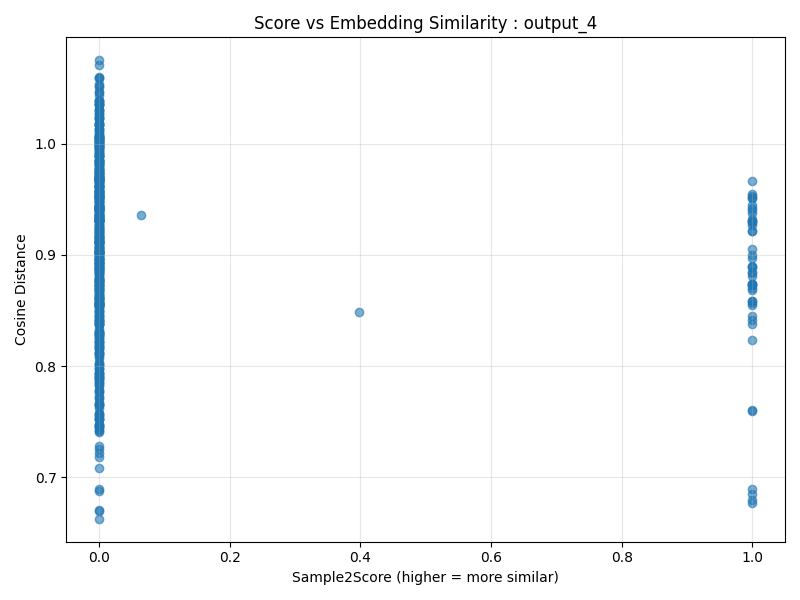 Score vs Embedding Similarity : output_4
1.0
0.9
0.8
0.7
Cosine Distance
0.0 0.2 0.4 0.6 0.8 1.0
Sample2Score (higher = more similar)